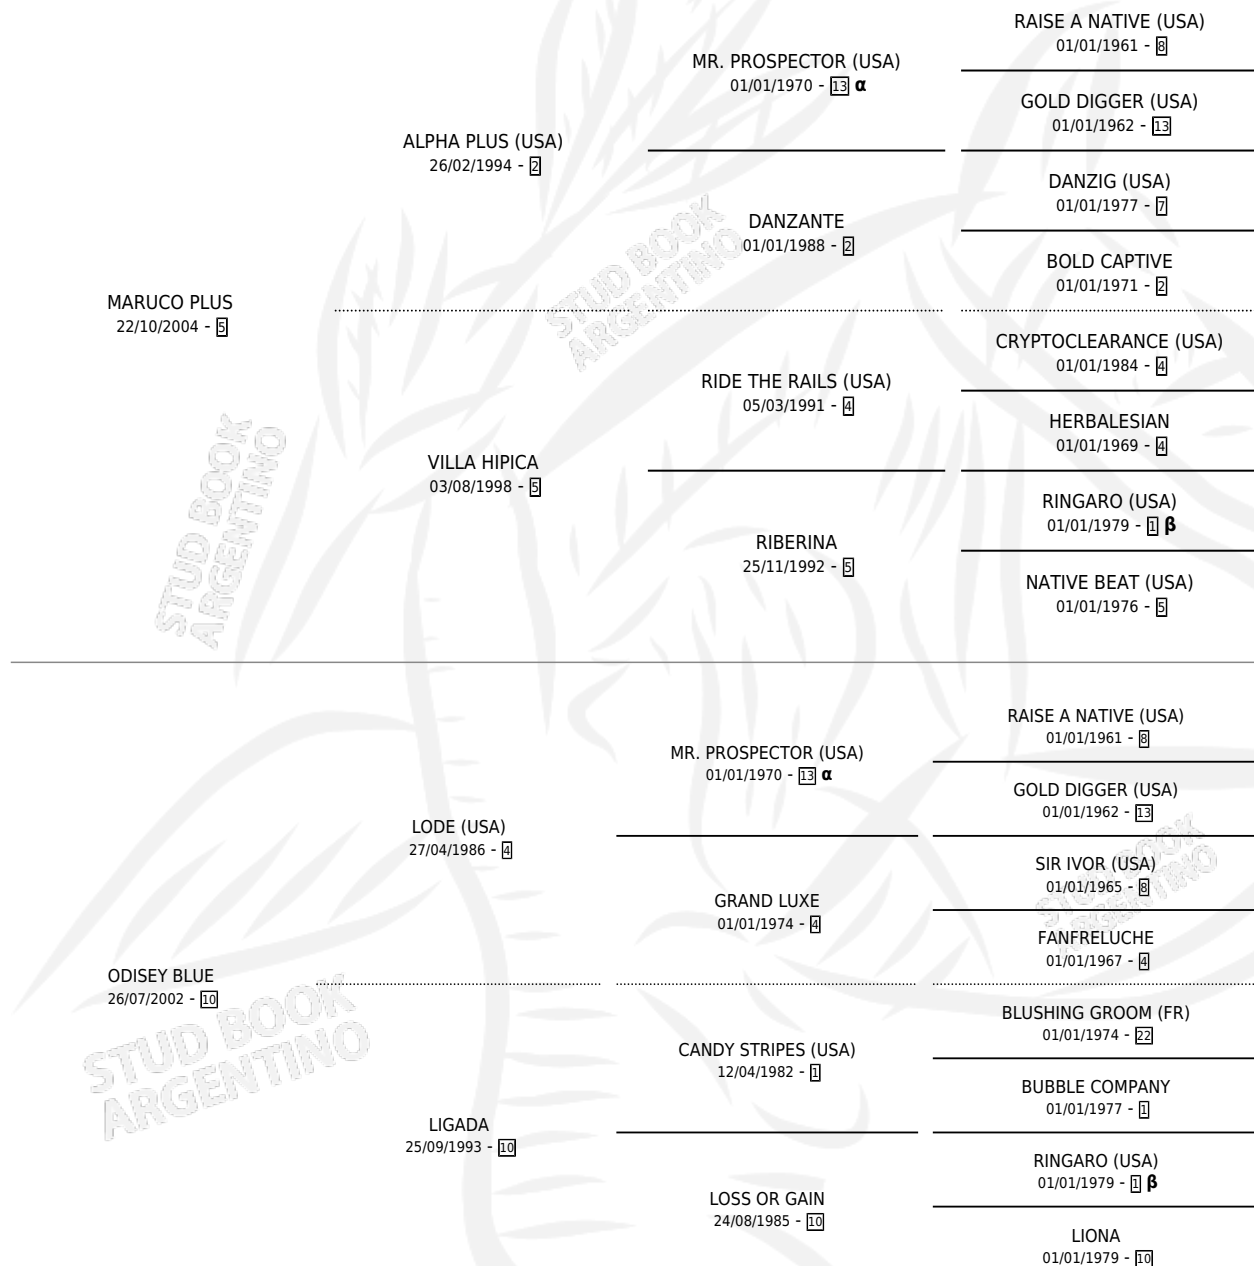 RAISE A NATIVE (USA)
01/01/1961 - 8
MR. PROSPECTOR (USA)
01/01/1970 - 13 α
GOLD DIGGER (USA)
01/01/1962 - 13
ALPHA PLUS (USA)
26/02/1994 - 2
DANZIG (USA)
01/01/1977 - 7
DANZANTE
01/01/1988 - 2
BOLD CAPTIVE
01/01/1971 - 2
MARUCO PLUS
22/10/2004 - 5
CRYPTOCLEARANCE (USA)
01/01/1984 - 4
RIDE THE RAILS (USA)
05/03/1991 - 4
HERBALESIAN
01/01/1969 - 4
VILLA HIPICA
03/08/1998 - 5
RINGARO (USA)
01/01/1979 - 1 β
RIBERINA
25/11/1992 - 5
NATIVE BEAT (USA)
01/01/1976 - 5
RAISE A NATIVE (USA)
01/01/1961 - 8
MR. PROSPECTOR (USA)
01/01/1970 - 13 α
GOLD DIGGER (USA)
01/01/1962 - 13
LODE (USA)
27/04/1986 - 4
SIR IVOR (USA)
01/01/1965 - 8
GRAND LUXE
01/01/1974 - 4
FANFRELUCHE
01/01/1967 - 4
ODISEY BLUE
26/07/2002 - 10
BLUSHING GROOM (FR)
01/01/1974 - 22
CANDY STRIPES (USA)
12/04/1982 - 1
BUBBLE COMPANY
01/01/1977 - 1
LIGADA
25/09/1993 - 10
RINGARO (USA)
01/01/1979 - 1 β
LOSS OR GAIN
24/08/1985 - 10
LIONA
01/01/1979 - 10
STUD BOOK
ARGENTINO
STUD BOOK
ARGENTINO
STUD BOOK
ARGENTINO
STUD BOOK
ARGENTINO